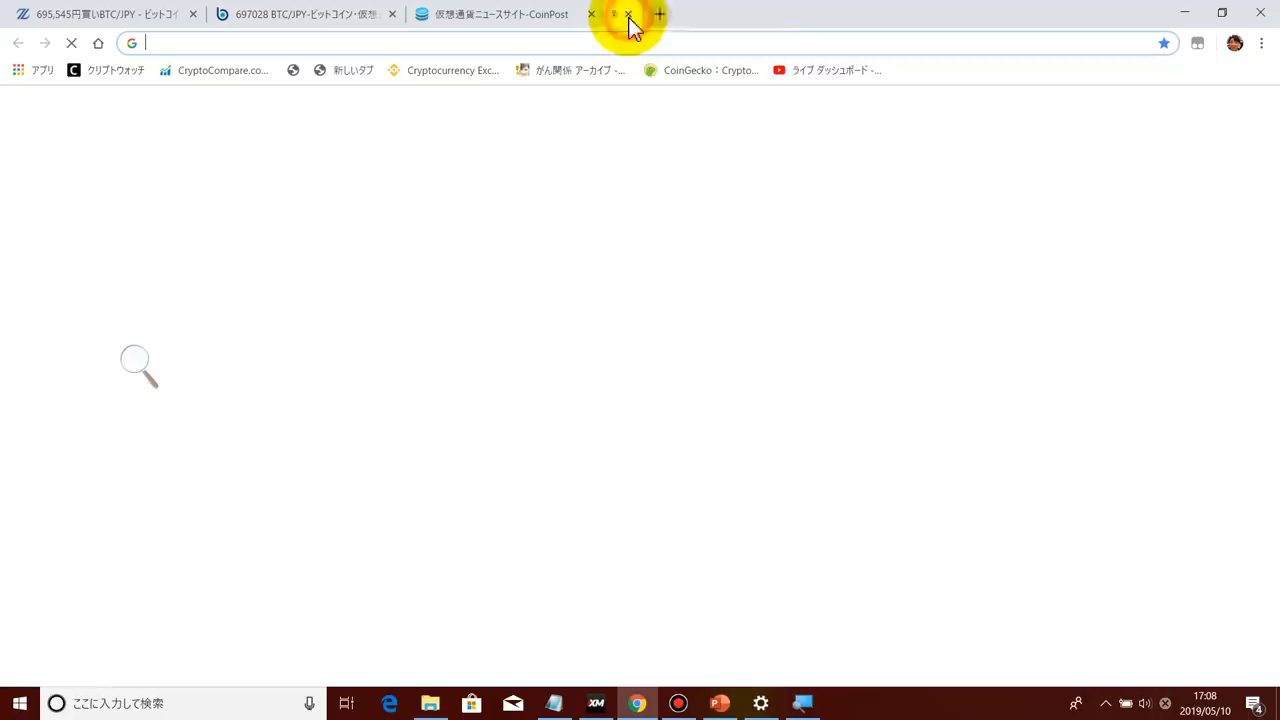 695,545円買いBTC/JPY - ビットコイ
697028 BTC/JPY-ビットコイン・仮想
仮想通貨ニュースサイト-CoinPost
アプリ
クリプトウォッチ
CryptoCompare.co...
新しいタブ
Cryptocurrency Exc...
がん関係 アーカイブ -...
CoinGecko：Crypto...
ライブ ダッシュボード -...
ここに入力して検索
XM
17:08
2019/05/10
4